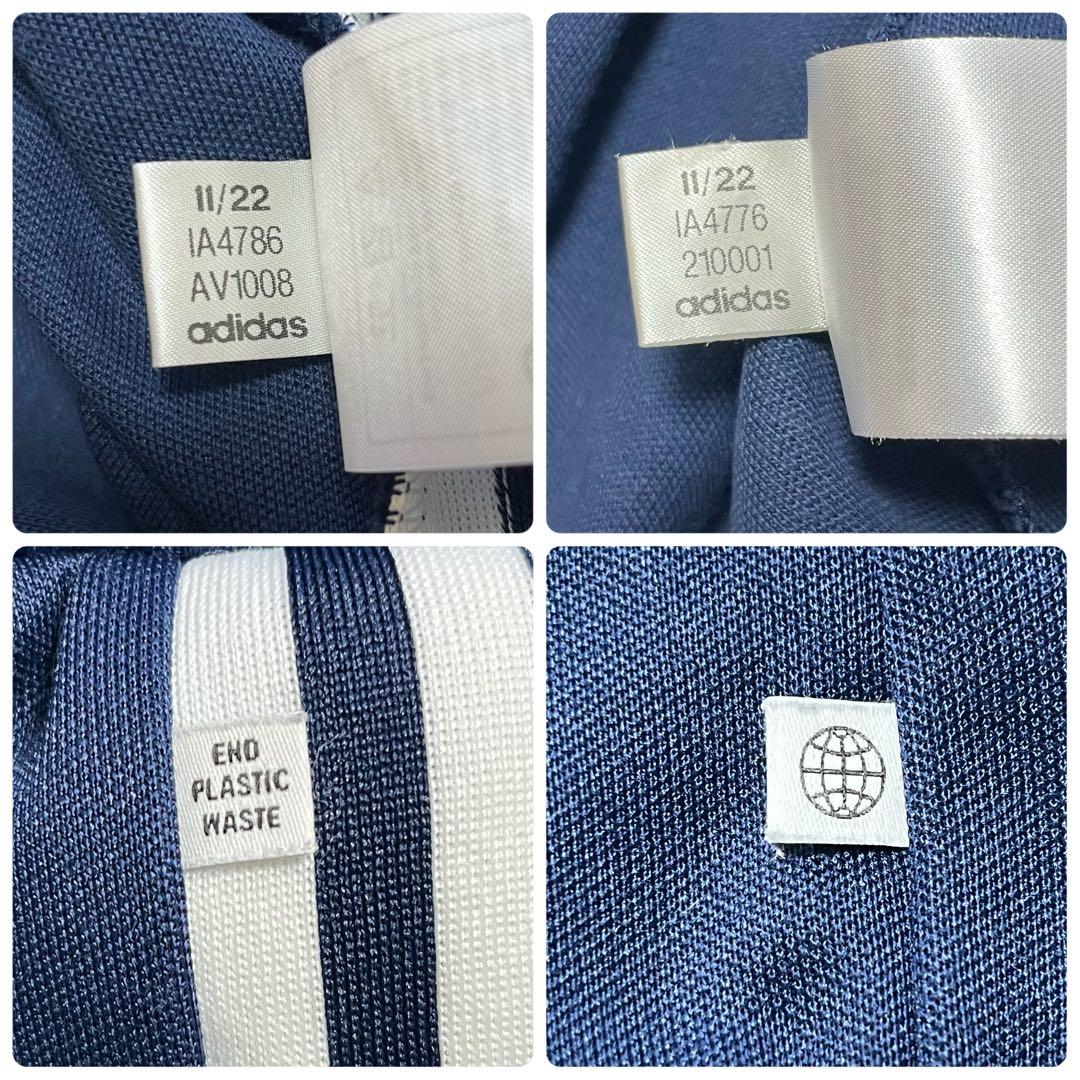 11/22
IA4786
AV1008
adidas
11/22
IA4776
210001
adidas
END
PLASTIC
WASTE